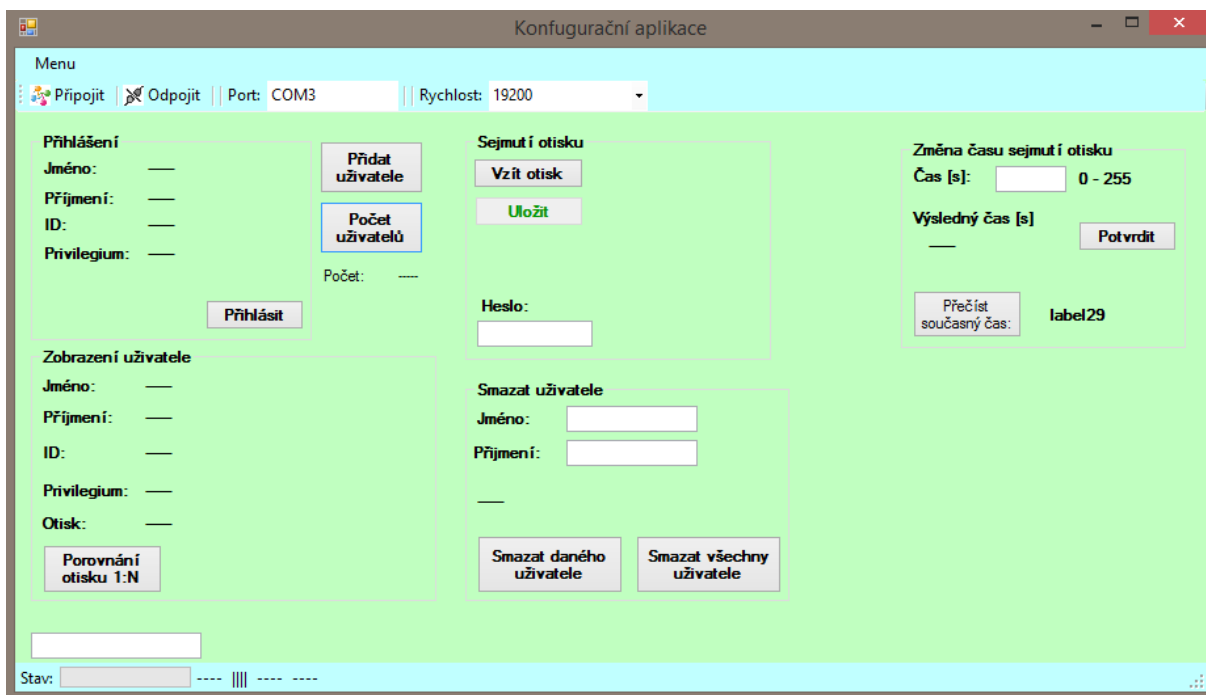 Konfugurační aplikace
Menu
Připojit Odpojit Port: COM3 Rychlost: 19200
Přihlášení
Jméno: ––
Příjmení: ––
ID: ––
Privilegium: ––
Přihlásit
Přidat
uživatele
Počet
uživatelů
Počet: -----
Sejmutí otisku
Vzít otisk
Uložit
Heslo:
Změna času sejmutí otisku
Čas [s]: 0 - 255
Výsledný čas [s]
––
Potvrdit
Přečíst
současný čas:
label29
Zobrazení uživatele
Jméno: ––
Příjmení: ––
ID: ––
Privilegium: ––
Otisk: ––
Porovnání
otisku 1:N
Smazat uživatele
Jméno:
Přijmení:
––
Smazat daného
uživatele
Smazat všechny
uživatele
Stav: ---- |||| ---- ----